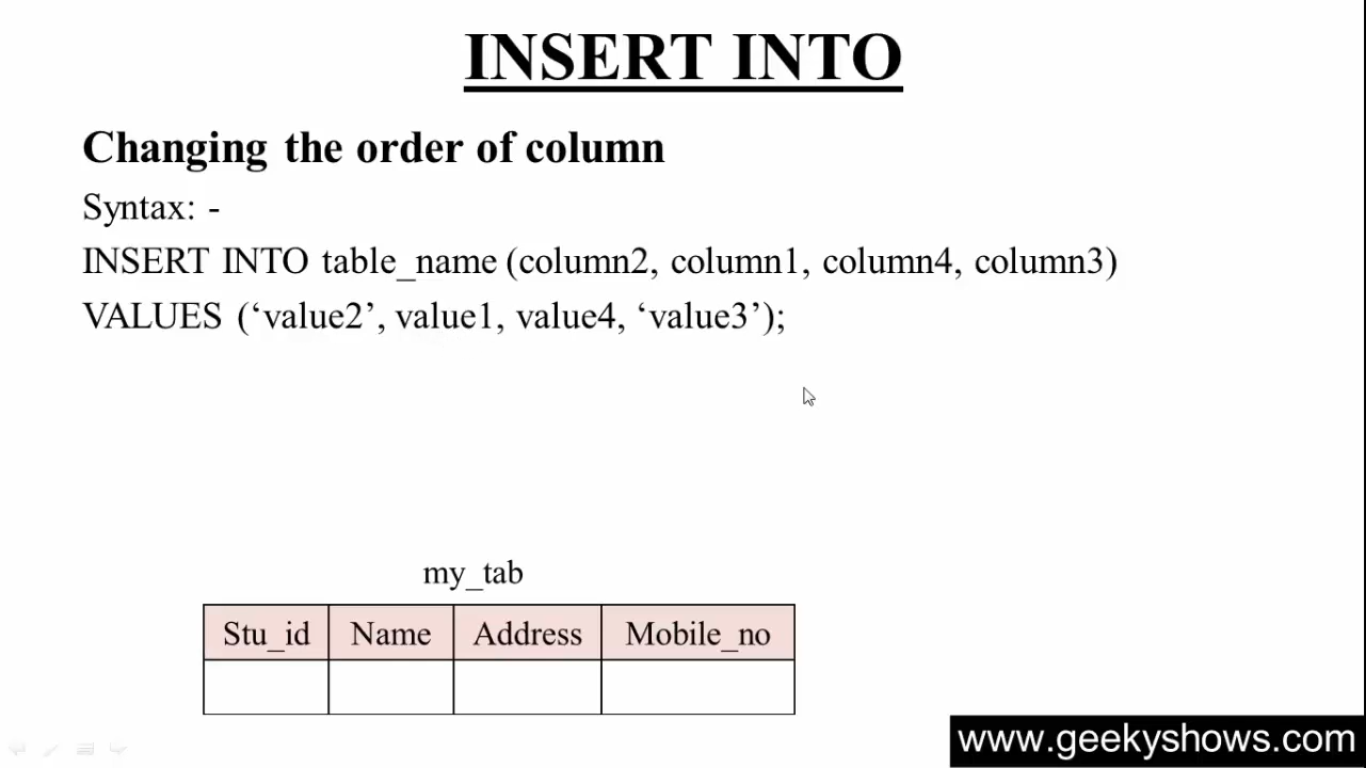 INSERT INTO
Changing the order of column
Syntax: -
INSERT INTO table_name (column2, column1, column4, column3)
VALUES (‘value2’, value1, value4, ‘value3’);
my_tab
Stu_id Name Address Mobile_no
www.geekyshows.com